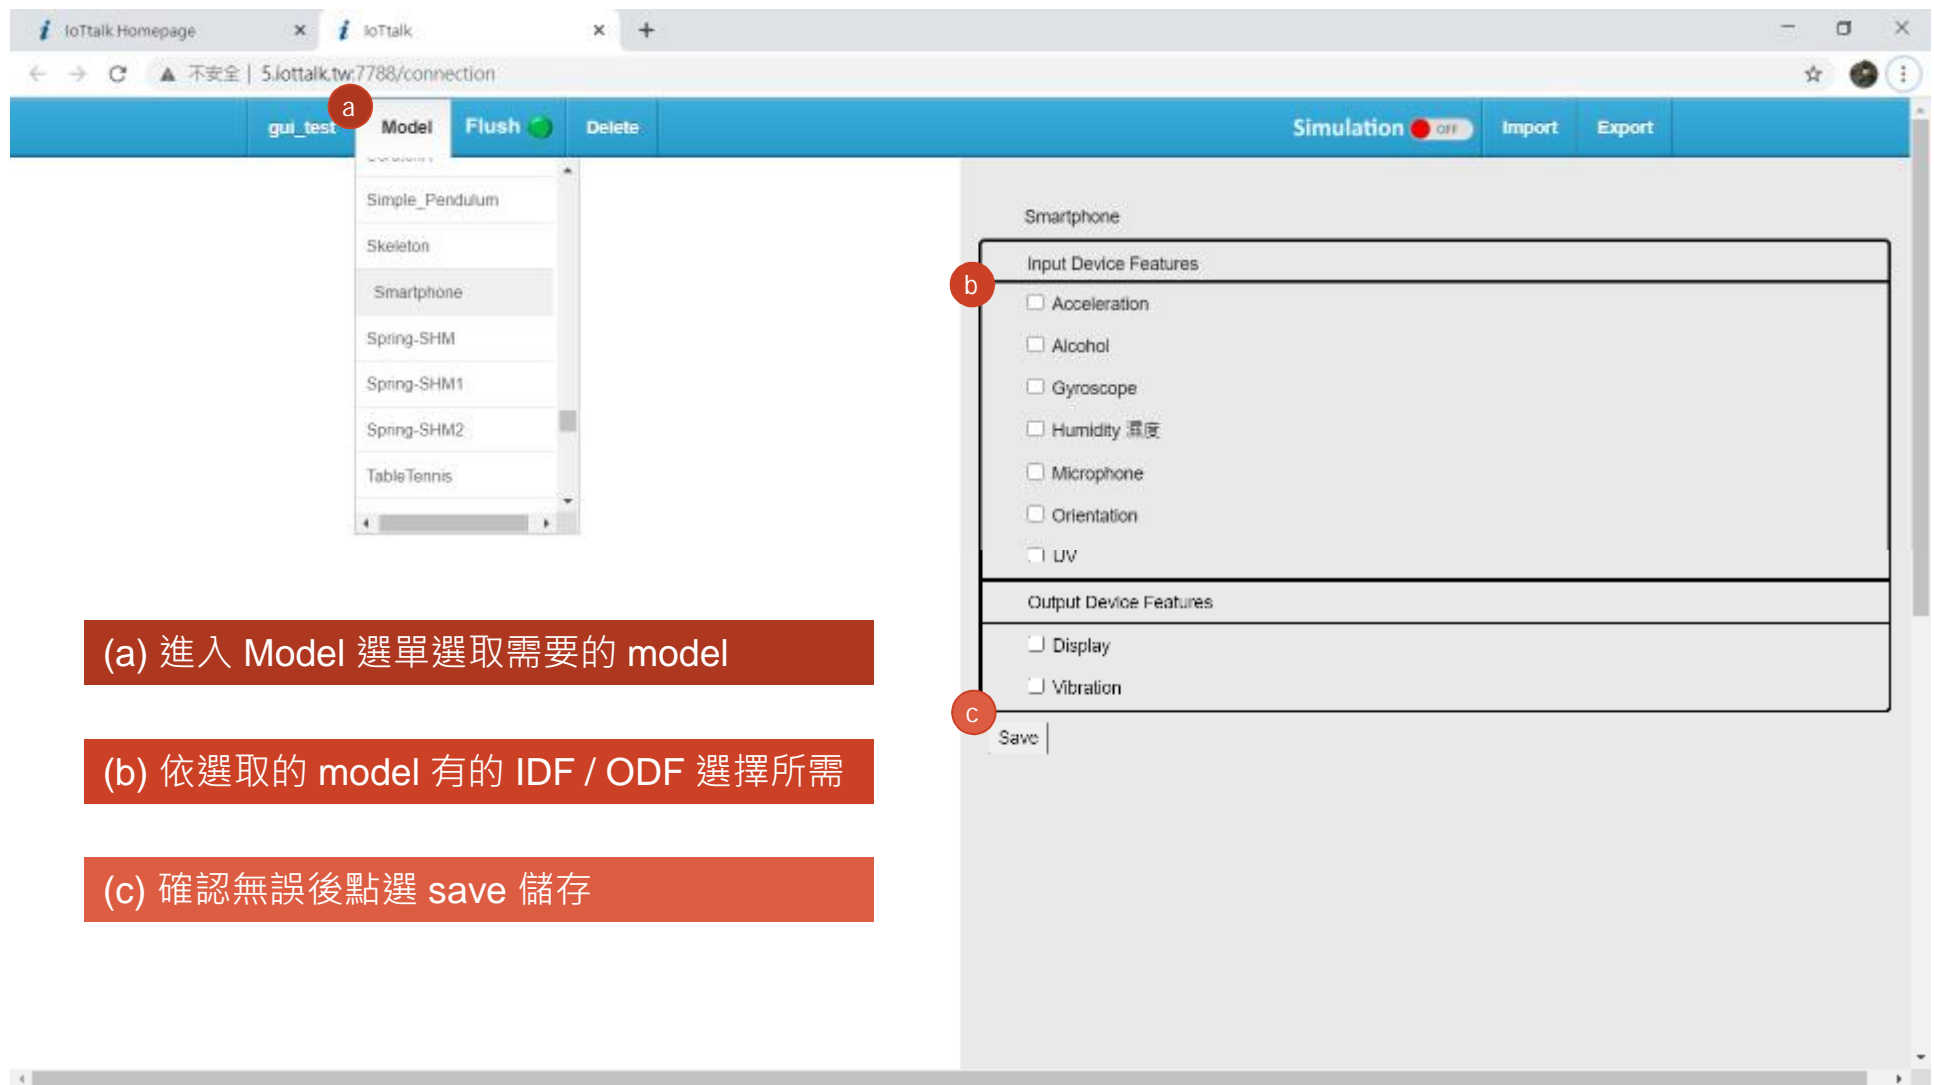 IoTtalk Homepage
IoTtalk
不安全 | 5.iottalk.tw:7788/connection
a
gui_test
Model
Flush
Delete
Simulation
OFF
Import
Export
Simple_Pendulum
Skeleton
Smartphone
Spring-SHM
Spring-SHM1
Spring-SHM2
TableTennis
Smartphone
Input Device Features
b
Acceleration
Alcohol
Gyroscope
Humidity 濕度
Microphone
Orientation
UV
Output Device Features
Display
Vibration
c
Save
(a) 進入 Model 選單選取需要的 model
(b) 依選取的 model 有的 IDF / ODF 選擇所需
(c) 確認無誤後點選 save 儲存